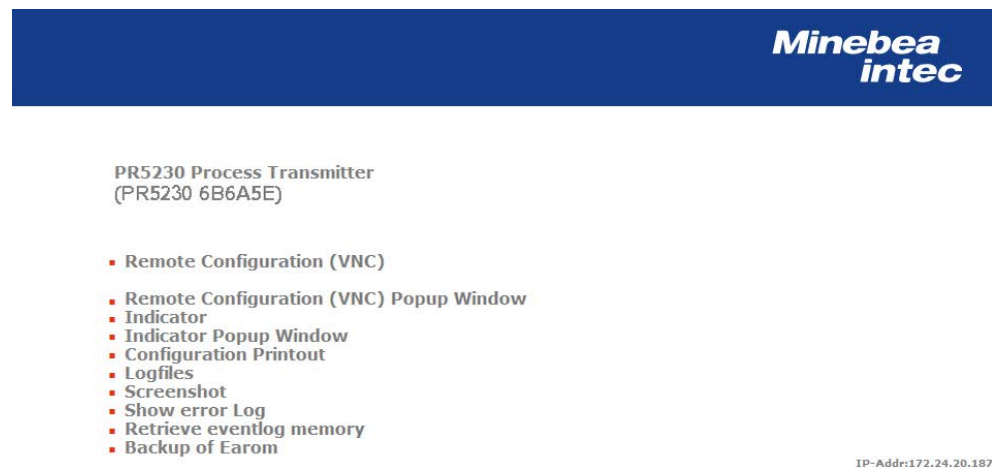 Minebea
intec
PR5230 Process Transmitter
(PR5230 6B6A5E)
Remote Configuration (VNC)
Remote Configuration (VNC) Popup Window
Indicator
Indicator Popup Window
Configuration Printout
Logfiles
Screenshot
Show error Log
Retrieve eventlog memory
Backup of Earom
IP-Addr:172.24.20.187